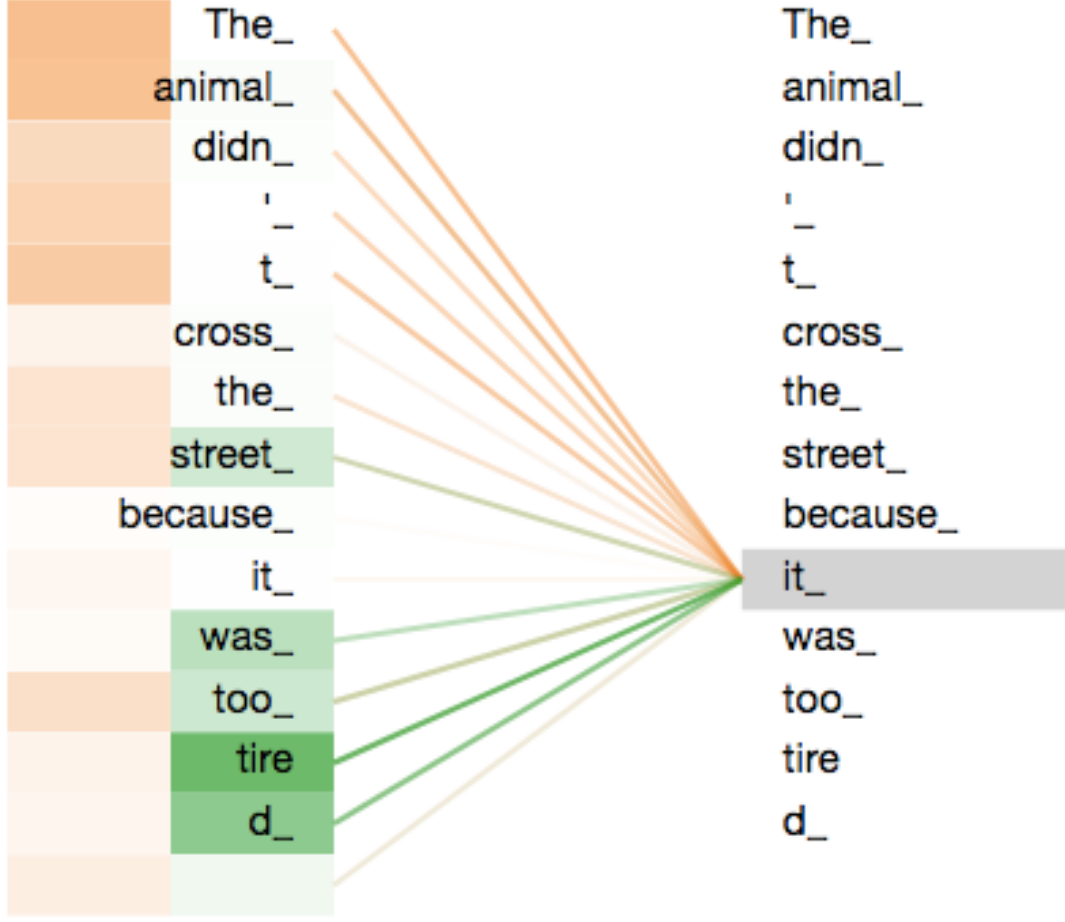 The_ The_
animal_ animal_
didn_ didn_
'_ '_
t_ t_
cross_ cross_
the_ the_
street_ street_
because_ because_
it_ it_
was_ was_
too_ too_
tire tire
d_ d_